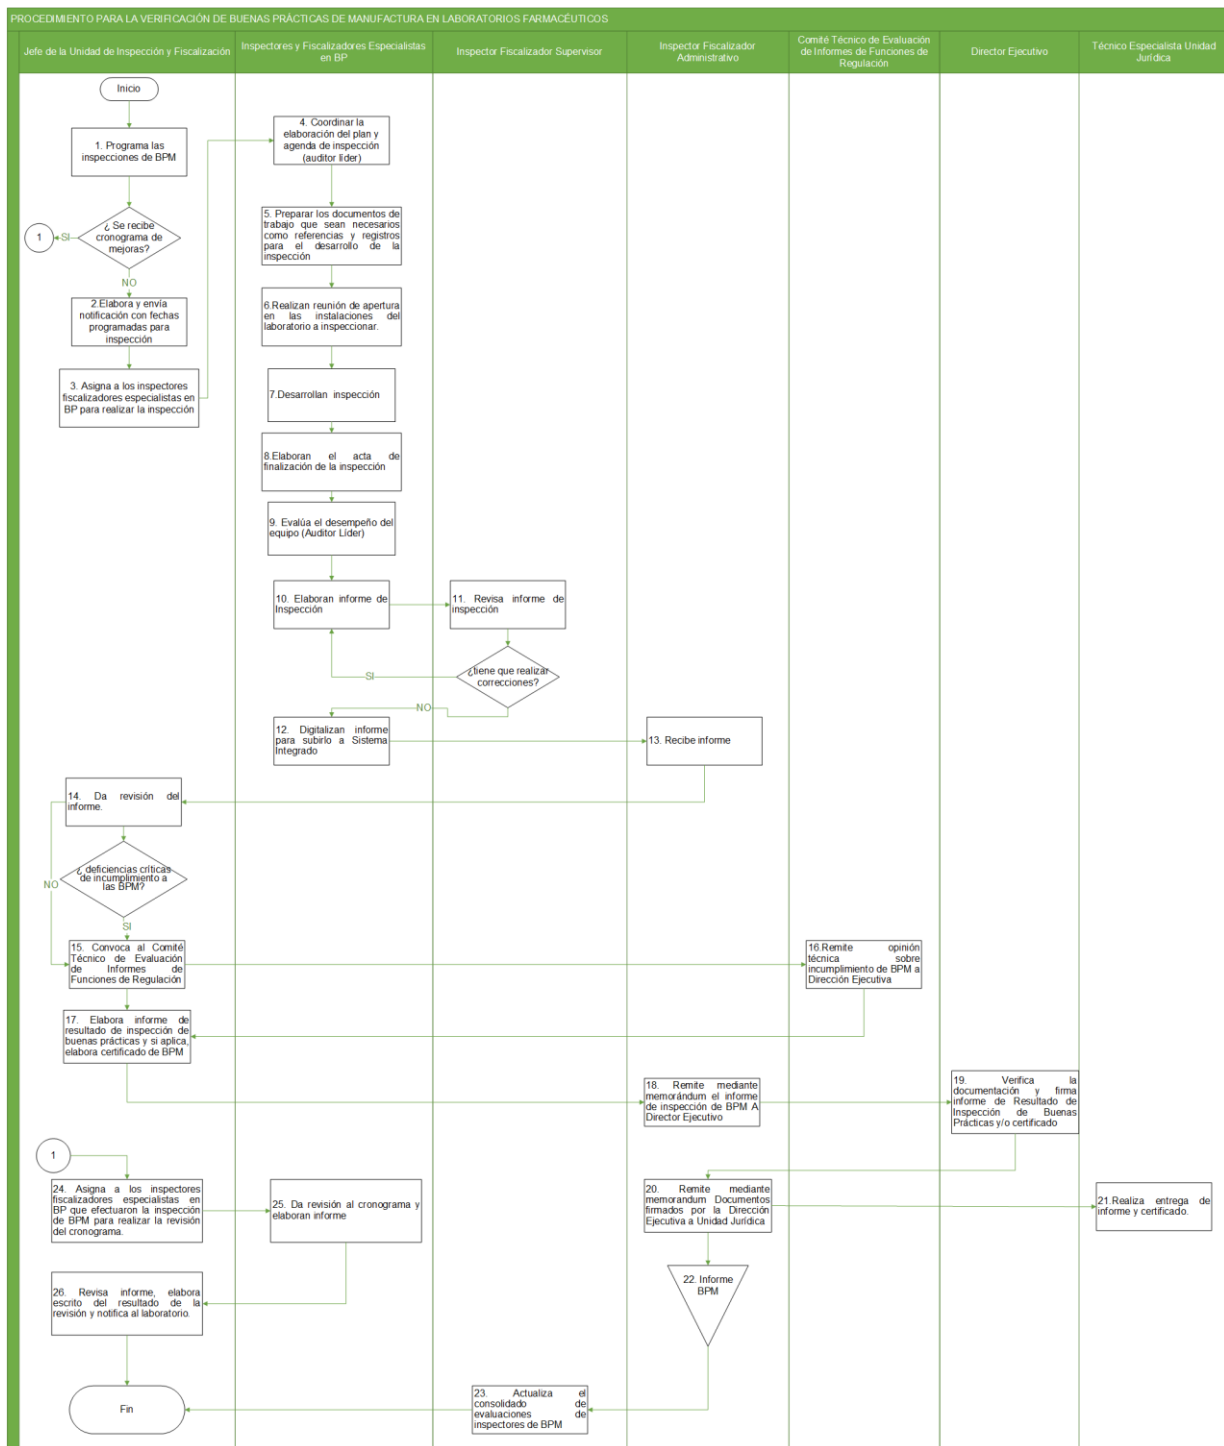 PROCEDIMIENTO PARA LA VERIFICACIÓN DE BUENAS PRÁCTICAS DE MANUFACTURA EN LABORATORIOS FARMACÉUTICOS
Jefe de la Unidad de Inspección y Fiscalización
Inspectores y Fiscalizadores Especialistas
en BP
Inspector Fiscalizador Supervisor
Inspector Fiscalizador
Administrativo
Comité Técnico de Evaluación
de Informes de Funciones de
Regulación
Director Ejecutivo
Técnico Especialista Unidad
Jurídica
Inicio
1. Programa las
inspecciones de BPM
¿ Se recibe
cronograma de
mejoras?
SI
1
NO
2.Elabora y envía
notificación con fechas
programadas para
inspección
3. Asigna a los inspectores
fiscalizadores especialistas en
BP para realizar la inspección
4. Coordinar la
elaboración del plan y
agenda de inspección
(auditor líder)
5. Preparar los documentos de
trabajo que sean necesarios
como referencias y registros
para el desarrollo de la
inspección
6.Realizan reunión de apertura
en las instalaciones del
laboratorio a inspeccionar.
7.Desarrollan inspección
8.Elaboran el acta de
finalización de la inspección
9. Evalúa el desempeño del
equipo (Auditor Líder)
10. Elaboran informe de
Inspección
11. Revisa informe de
inspección
¿tiene que realizar
correcciones?
SI
NO
12. Digitalizan informe
para subirlo a Sistema
Integrado
13. Recibe informe
14. Da revisión del
informe.
¿ deficiencias críticas
de incumplimiento a
las BPM?
NO
SI
15. Convoca al Comité
Técnico de Evaluación
de Informes de
Funciones de Regulación
16.Remite opinión
técnica sobre
incumplimiento de BPM a
Dirección Ejecutiva
17. Elabora informe de
resultado de inspección de
buenas prácticas y si aplica,
elabora certificado de BPM
18. Remite mediante
memorándum el informe
de inspección de BPM A
Director Ejecutivo
19. Verifica la
documentación y firma
informe de Resultado de
Inspección de Buenas
Prácticas y/o certificado
1
24. Asigna a los inspectores
fiscalizadores especialistas en
BP que efectuaron la inspección
de BPM para realizar la revisión
del cronograma.
25. Da revisión al cronograma y
elaboran informe
20. Remite mediante
memorandum Documentos
firmados por la Dirección
Ejecutiva a Unidad Jurídica
21.Realiza entrega de
informe y certificado.
22. Informe
BPM
26. Revisa informe, elabora
escrito del resultado de la
revisión y notifica al laboratorio.
23. Actualiza el
consolidado de
evaluaciones de
inspectores de BPM
Fin